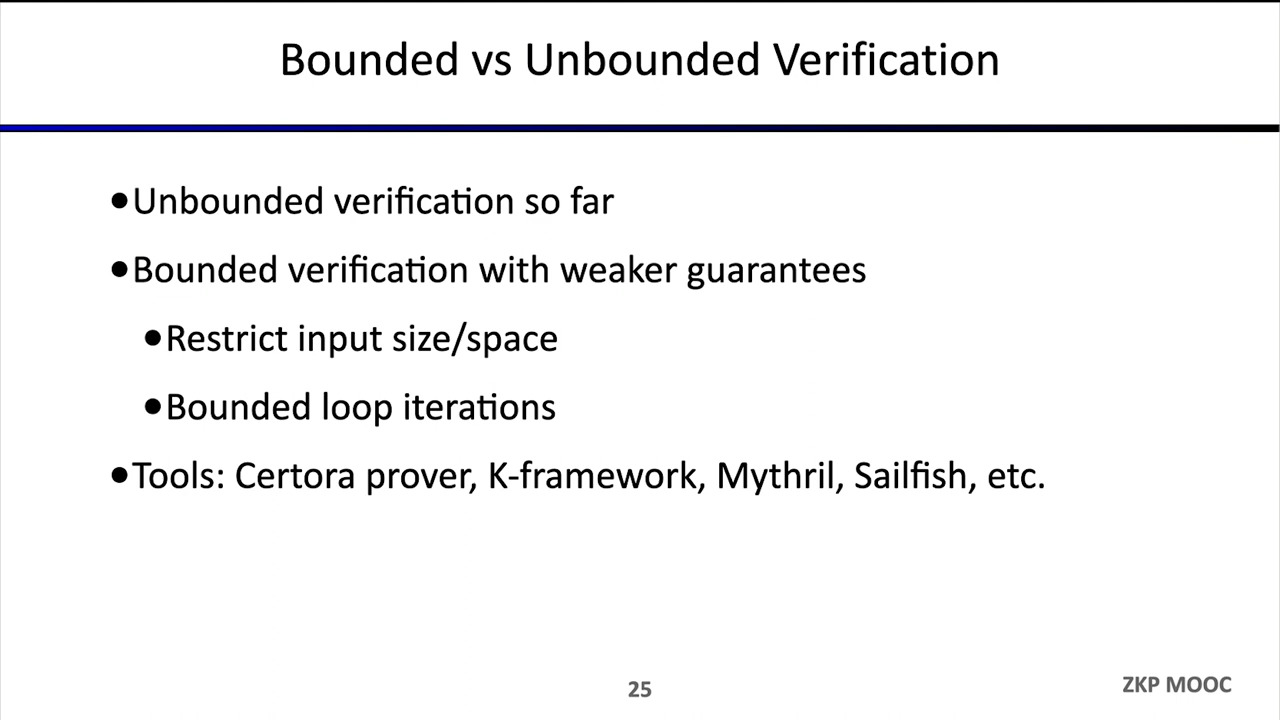 Bounded vs Unbounded Verification
•Unbounded verification so far
•Bounded verification with weaker guarantees
•Restrict input size/space
•Bounded loop iterations
•Tools: Certora prover, K-framework, Mythril, Sailfish, etc.
25
ZKP MOOC